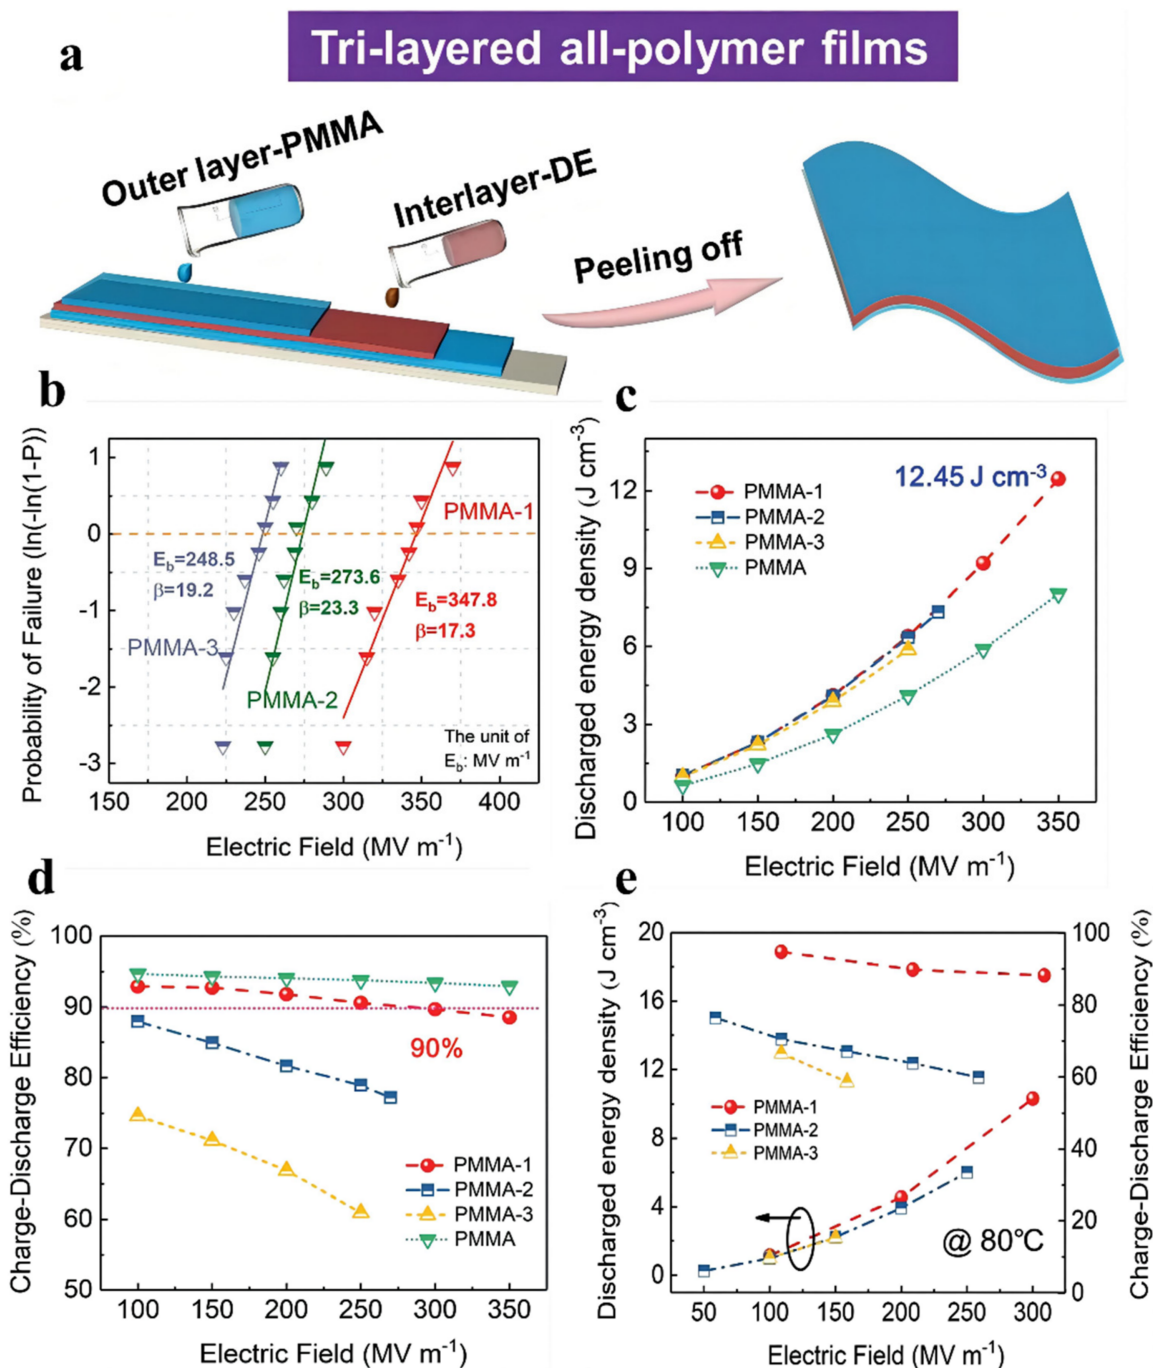 a
Tri-layered all-polymer films
Outer layer-PMMA
Interlayer-DE
Peeling off
b
Probability of Failure (ln(-ln(1-P))
1
0
-1
-2
-3
PMMA-1
E_b=248.5
β=19.2
E_b=273.6
β=23.3
E_b=347.8
β=17.3
PMMA-3
PMMA-2
The unit of
E_b: MV m⁻¹
150 200 250 300 350 400
Electric Field (MV m⁻¹)
c
Discharged energy density (J cm⁻³)
12
9
6
3
0
12.45 J cm⁻³
PMMA-1
PMMA-2
PMMA-3
PMMA
100 150 200 250 300 350
Electric Field (MV m⁻¹)
d
Charge-Discharge Efficiency (%)
100
90
80
70
60
50
90%
PMMA-1
PMMA-2
PMMA-3
PMMA
100 150 200 250 300 350
Electric Field (MV m⁻¹)
e
Discharged energy density (J cm⁻³)
20
16
12
8
4
0
PMMA-1
PMMA-2
PMMA-3
@ 80℃
100
80
60
40
20
0
Charge-Discharge Efficiency (%)
50 100 150 200 250 300
Electric Field (MV m⁻¹)